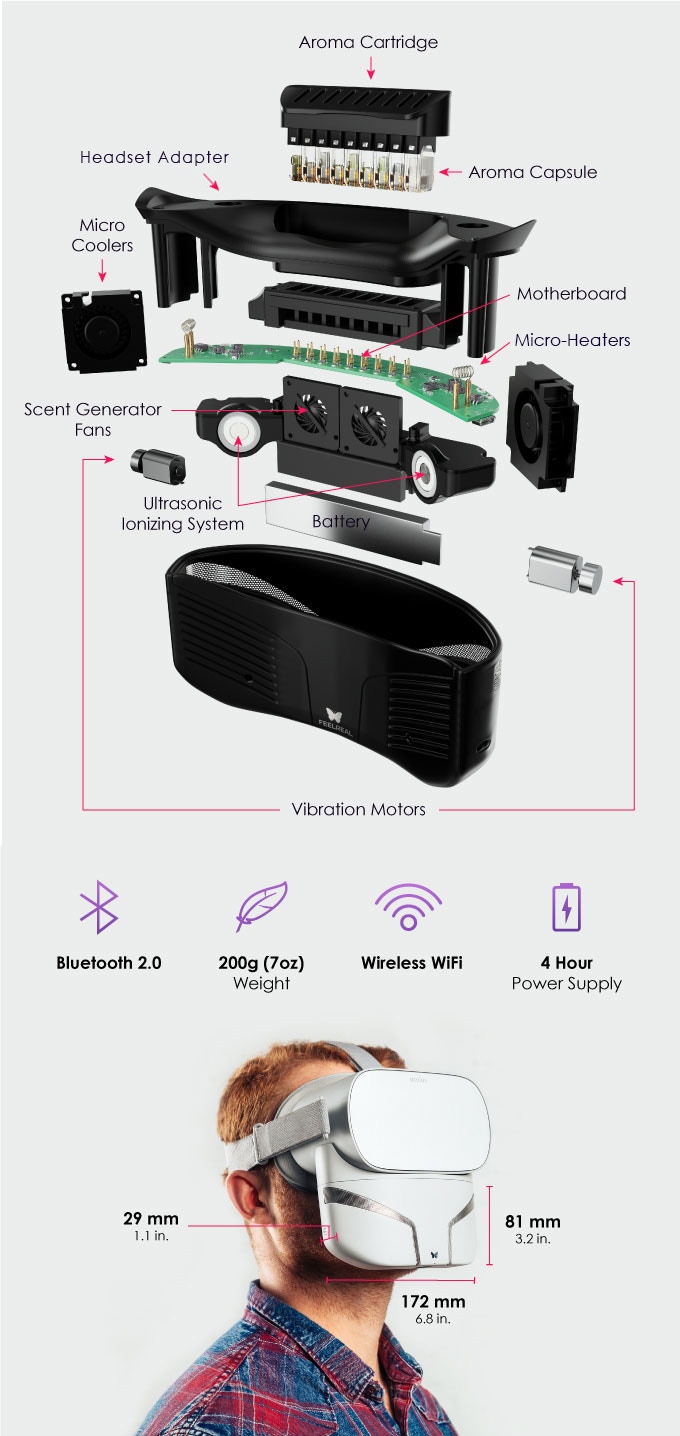 Aroma Cartridge
Headset Adapter
Aroma Capsule
Micro
Coolers
Motherboard
Micro-Heaters
Scent Generator
Fans
Ultrasonic
Ionizing System
Battery
FEELREAL
Vibration Motors
Bluetooth 2.0
200g (7oz)
Weight
Wireless WiFi
4 Hour
Power Supply
29 mm
1.1 in.
81 mm
3.2 in.
172 mm
6.8 in.